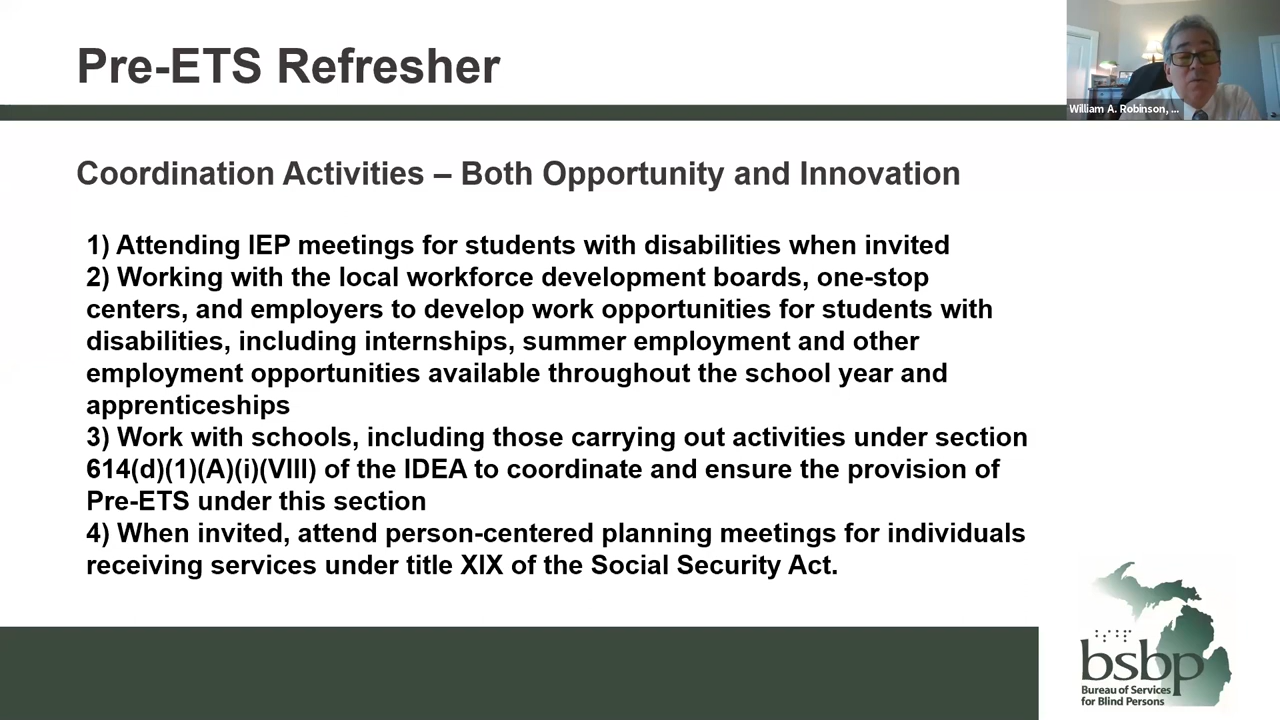 Pre-ETS Refresher
William A. Robinson, ...
Coordination Activities – Both Opportunity and Innovation
1) Attending IEP meetings for students with disabilities when invited
2) Working with the local workforce development boards, one-stop
centers, and employers to develop work opportunities for students with
disabilities, including internships, summer employment and other
employment opportunities available throughout the school year and
apprenticeships
3) Work with schools, including those carrying out activities under section
614(d)(1)(A)(i)(VIII) of the IDEA to coordinate and ensure the provision of
Pre-ETS under this section
4) When invited, attend person-centered planning meetings for individuals
receiving services under title XIX of the Social Security Act.
bsbp
Bureau of Services
for Blind Persons